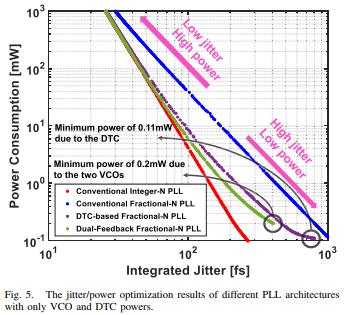 10³
10²
10¹
10⁰
10⁻¹
Power Consumption [mW]
Low jitter
High power
High jitter
Low power
Minimum power of 0.11mW
due to the DTC
Minimum power of 0.2mW due
to the two VCOs
Conventional Integer-N PLL
Conventional Fractional-N PLL
DTC-based Fractional-N PLL
Dual-Feedback Fractional-N PLL
10¹ 10² 10³
Integrated Jitter [fs]
Fig. 5. The jitter/power optimization results of different PLL architectures
with only VCO and DTC powers.